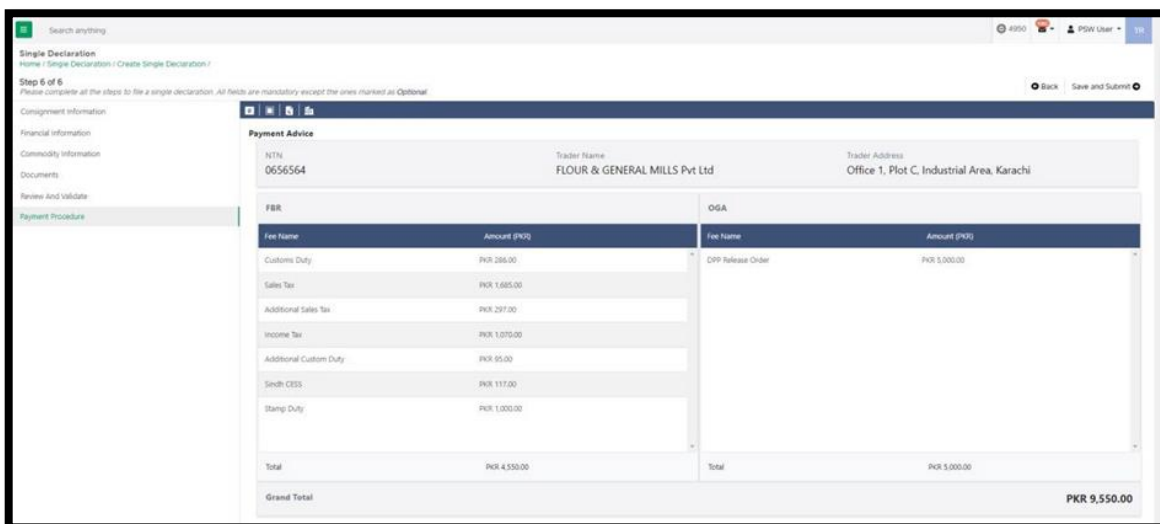 Search anything
4950
PSW User
YR
Single Declaration
Home / Single Declaration / Create Single Declaration /
Step 6 of 6
Please complete all the steps to file a single declaration. All fields are mandatory except the ones marked as Optional.
Back Save and Submit
Consignment Information
Financial Information
Commodity Information
Documents
Review And Validate
Payment Procedure
Payment Advice
NTN Trader Name Trader Address
0656564 FLOUR & GENERAL MILLS Pvt Ltd Office 1, Plot C, Industrial Area, Karachi
FBR
Fee Name Amount (PKR)
Customs Duty PKR 286.00
Sales Tax PKR 1,685.00
Additional Sales Tax PKR 297.00
Income Tax PKR 1,070.00
Additional Custom Duty PKR 95.00
Sindh CESS PKR 117.00
Stamp Duty PKR 1,000.00
Total PKR 4,550.00
OGA
Fee Name Amount (PKR)
DPP Release Order PKR 5,000.00
Total PKR 5,000.00
Grand Total PKR 9,550.00